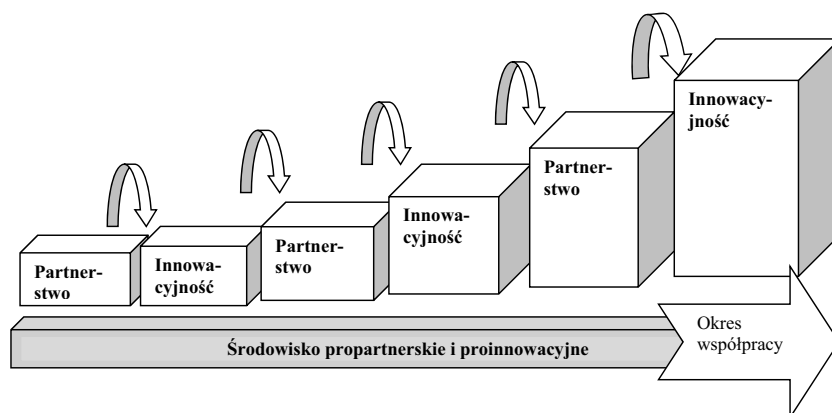 Partner-
stwo
Innowa-
cyjność
Partner-
stwo
Innowa-
cyjność
Partner-
stwo
Innowacy-
jność
Środowisko propartnerskie i proinnowacyjne
Okres
współpracy